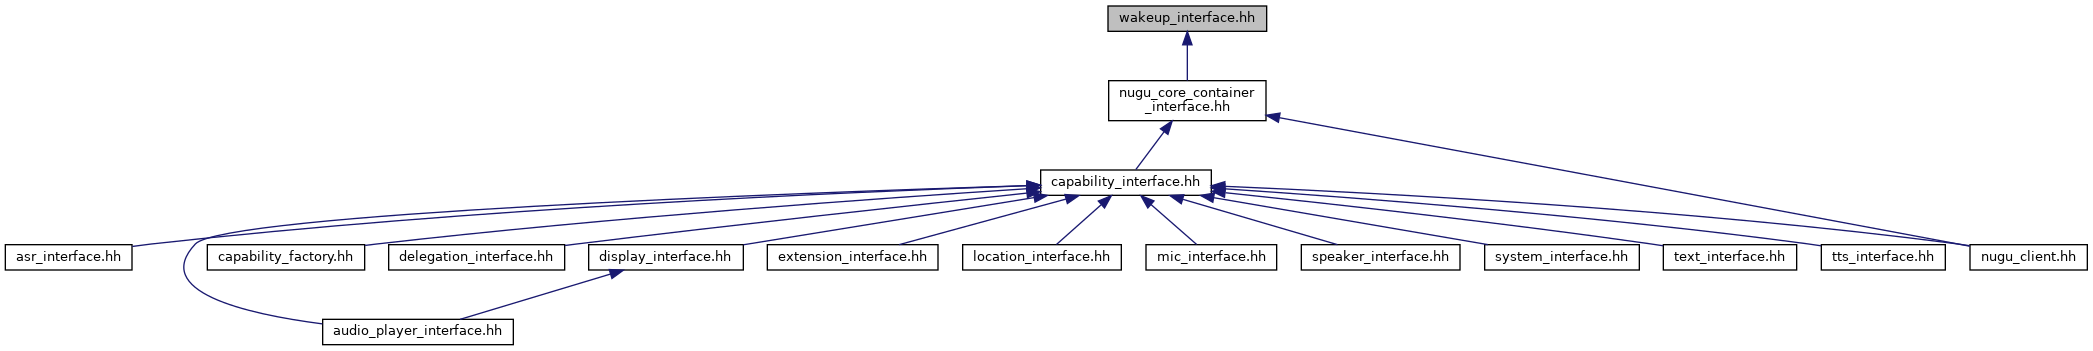 wakeup_interface.hh
nugu_core_container
_interface.hh
capability_interface.hh
asr_interface.hh
capability_factory.hh
delegation_interface.hh
display_interface.hh
extension_interface.hh
location_interface.hh
mic_interface.hh
speaker_interface.hh
system_interface.hh
text_interface.hh
tts_interface.hh
nugu_client.hh
audio_player_interface.hh